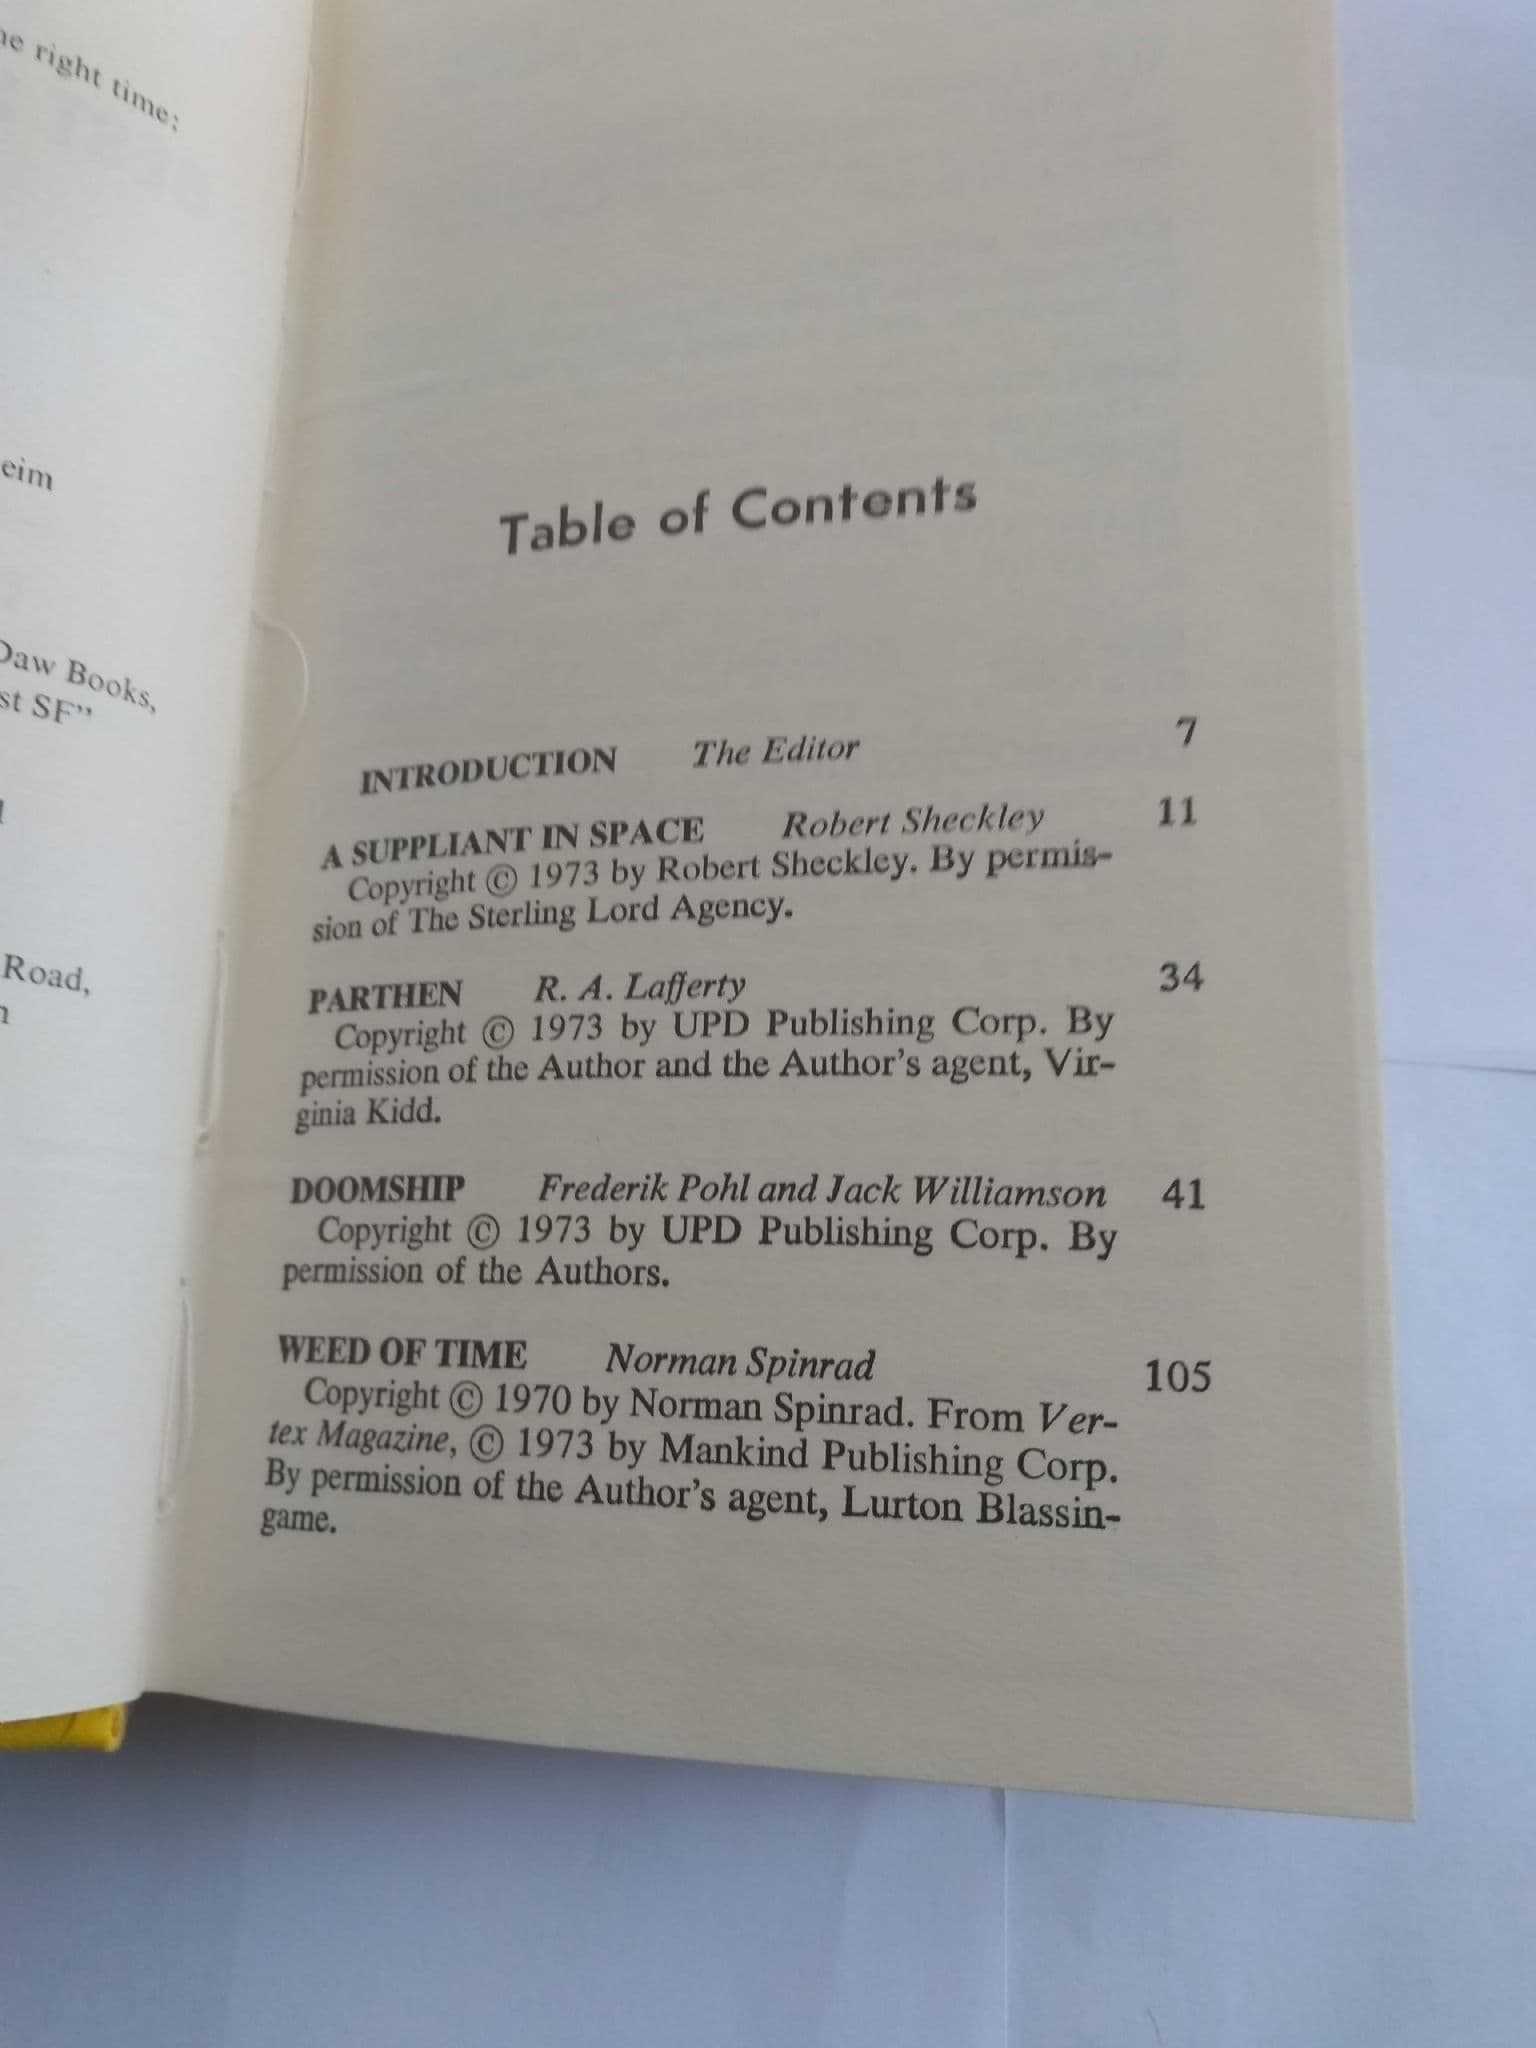 he right time:
eim
Daw Books,
st SF”
Road,
Table of Contents
INTRODUCTION The Editor 7
A SUPPLIANT IN SPACE Robert Sheckley 11
Copyright © 1973 by Robert Sheckley. By permis-
sion of The Sterling Lord Agency.
PARTHEN R. A. Lafferty 34
Copyright © 1973 by UPD Publishing Corp. By
permission of the Author and the Author’s agent, Vir-
ginia Kidd.
DOOMSHIP Frederik Pohl and Jack Williamson 41
Copyright © 1973 by UPD Publishing Corp. By
permission of the Authors.
WEED OF TIME Norman Spinrad 105
Copyright © 1970 by Norman Spinrad. From Ver-
tex Magazine, © 1973 by Mankind Publishing Corp.
By permission of the Author’s agent, Lurton Blassin-
game.